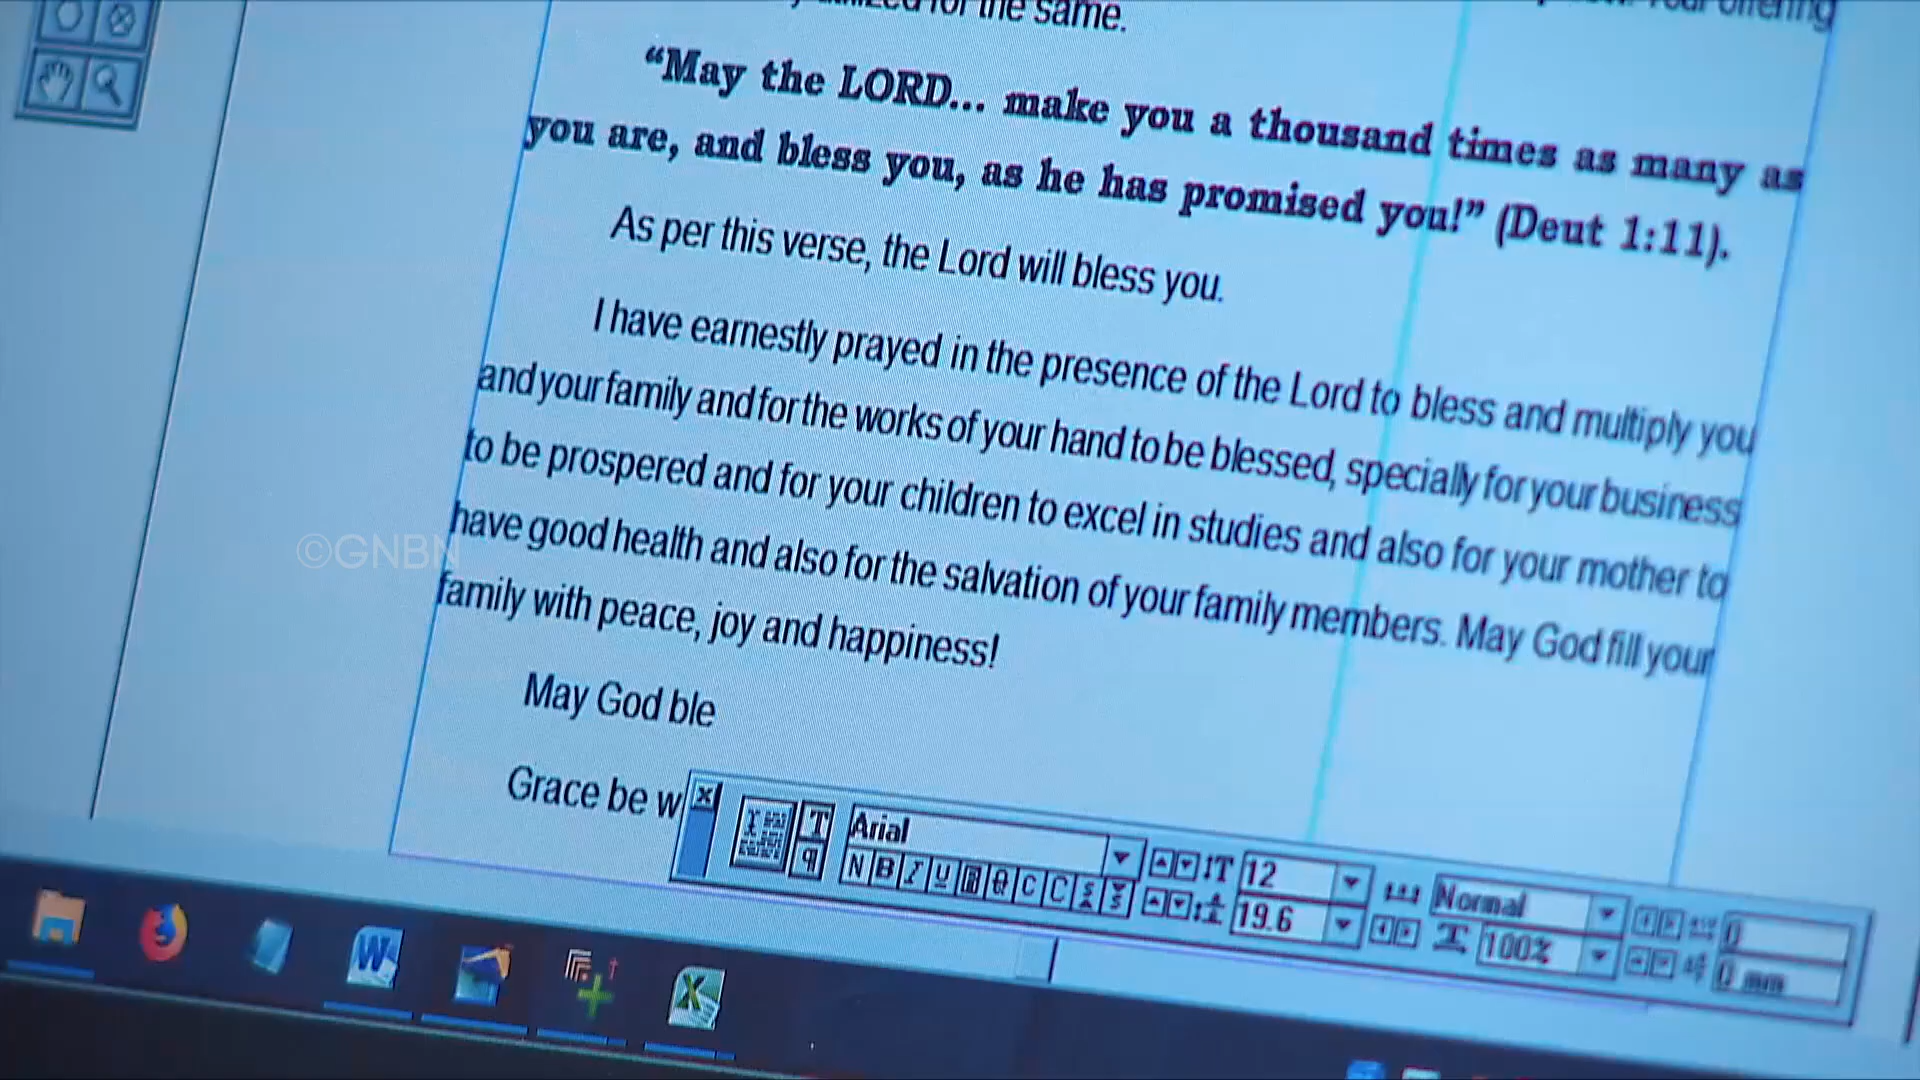 for the same.
Your offering
“May the LORD... make you a thousand times as many as
you are, and bless you, as he has promised you!” (Deut 1:11).
As per this verse, the Lord will bless you.
I have earnestly prayed in the presence of the Lord to bless and multiply you
and your family and for the works of your hand to be blessed, specially for your business
to be prospered and for your children to excel in studies and also for your mother to
have good health and also for the salvation of your family members. May God fill your
family with peace, joy and happiness!
May God ble
Grace be w
©GNBN
Arial
12
Normal
0
N B I U R C C
19.6
100%
0 mm